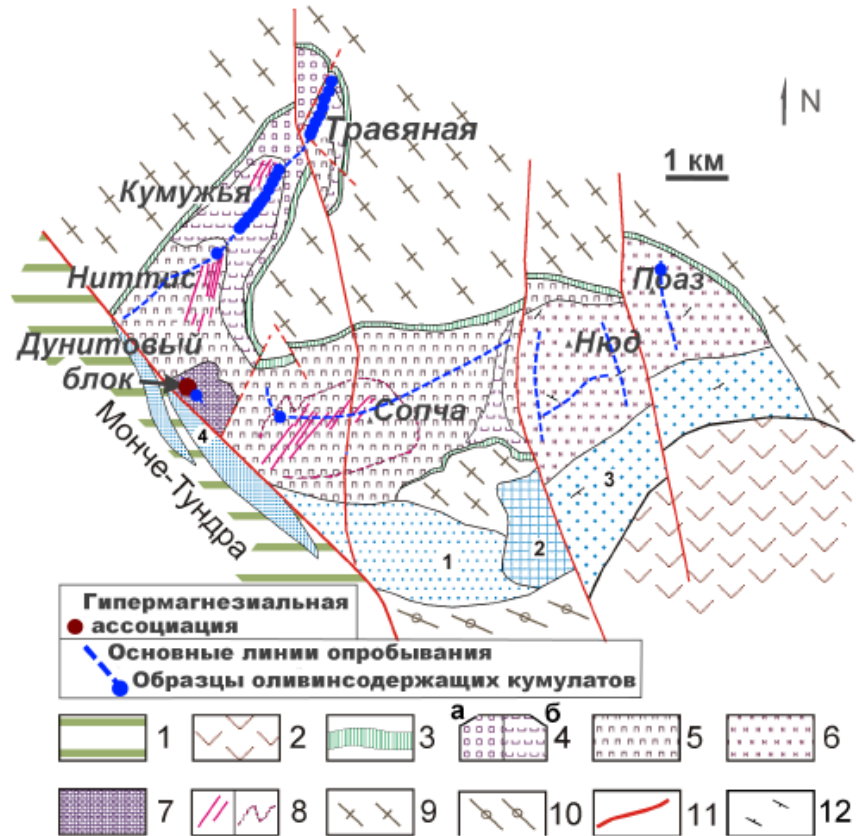 N
Травяная
1 км
Кумужья
Ниттис
Праз
Нюд
Дунитовый
блок
Сопча
4
Монче-Тундра
3
1
2
Гипермагнезиальная
ассоциация
Основные линии опробывания
Образцы оливинсодержащих кумулатов
а б
1 2 3 4 5 6
7 8 9 10 11 12